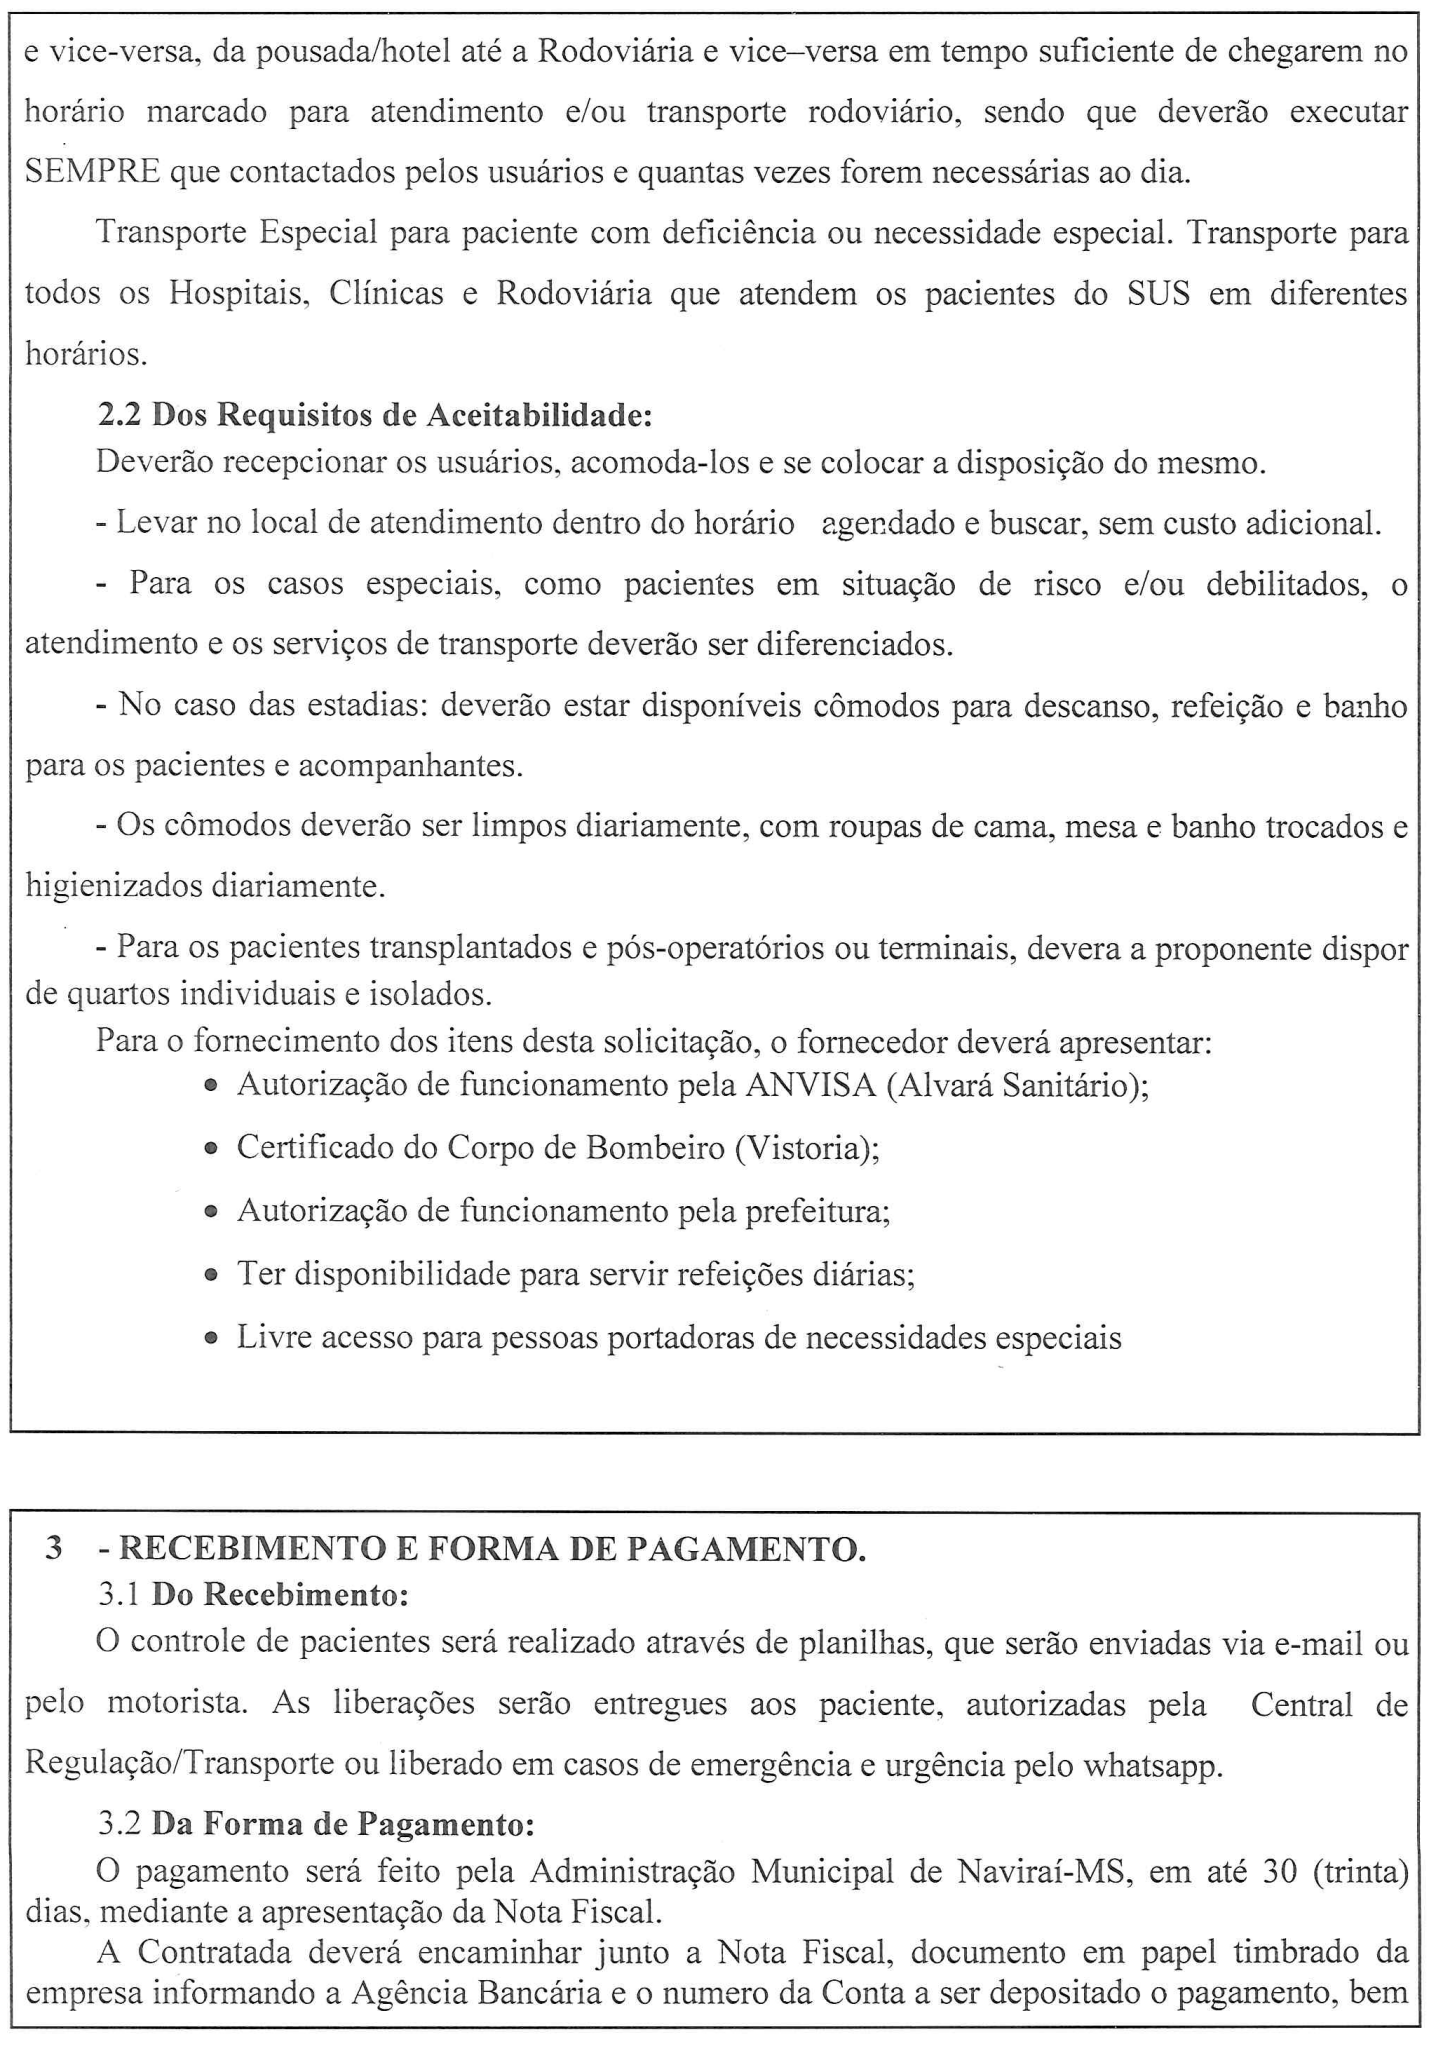 e vice-versa, da pousada/hotel até a Rodoviária e vice–versa em tempo suficiente de chegarem no
horário marcado para atendimento e/ou transporte rodoviário, sendo que deverão executar
SEMPRE que contactados pelos usuários e quantas vezes forem necessárias ao dia.
Transporte Especial para paciente com deficiência ou necessidade especial. Transporte para
todos os Hospitais, Clínicas e Rodoviária que atendem os pacientes do SUS em diferentes
horários.
2.2 Dos Requisitos de Aceitabilidade:
Deverão recepcionar os usuários, acomoda-los e se colocar a disposição do mesmo.
- Levar no local de atendimento dentro do horário agendado e buscar, sem custo adicional.
- Para os casos especiais, como pacientes em situação de risco e/ou debilitados, o
atendimento e os serviços de transporte deverão ser diferenciados.
- No caso das estadias: deverão estar disponíveis cômodos para descanso, refeição e banho
para os pacientes e acompanhantes.
- Os cômodos deverão ser limpos diariamente, com roupas de cama, mesa e banho trocados e
higienizados diariamente.
- Para os pacientes transplantados e pós-operatórios ou terminais, devera a proponente dispor
de quartos individuais e isolados.
Para o fornecimento dos itens desta solicitação, o fornecedor deverá apresentar:
• Autorização de funcionamento pela ANVISA (Alvará Sanitário);
• Certificado do Corpo de Bombeiro (Vistoria);
• Autorização de funcionamento pela prefeitura;
• Ter disponibilidade para servir refeições diárias;
• Livre acesso para pessoas portadoras de necessidades especiais
3 - RECEBIMENTO E FORMA DE PAGAMENTO.
3.1 Do Recebimento:
O controle de pacientes será realizado através de planilhas, que serão enviadas via e-mail ou
pelo motorista. As liberações serão entregues aos paciente, autorizadas pela Central de
Regulação/Transporte ou liberado em casos de emergência e urgência pelo whatsapp.
3.2 Da Forma de Pagamento:
O pagamento será feito pela Administração Municipal de Naviraí-MS, em até 30 (trinta)
dias, mediante a apresentação da Nota Fiscal.
A Contratada deverá encaminhar junto a Nota Fiscal, documento em papel timbrado da
empresa informando a Agência Bancária e o numero da Conta a ser depositado o pagamento, bem